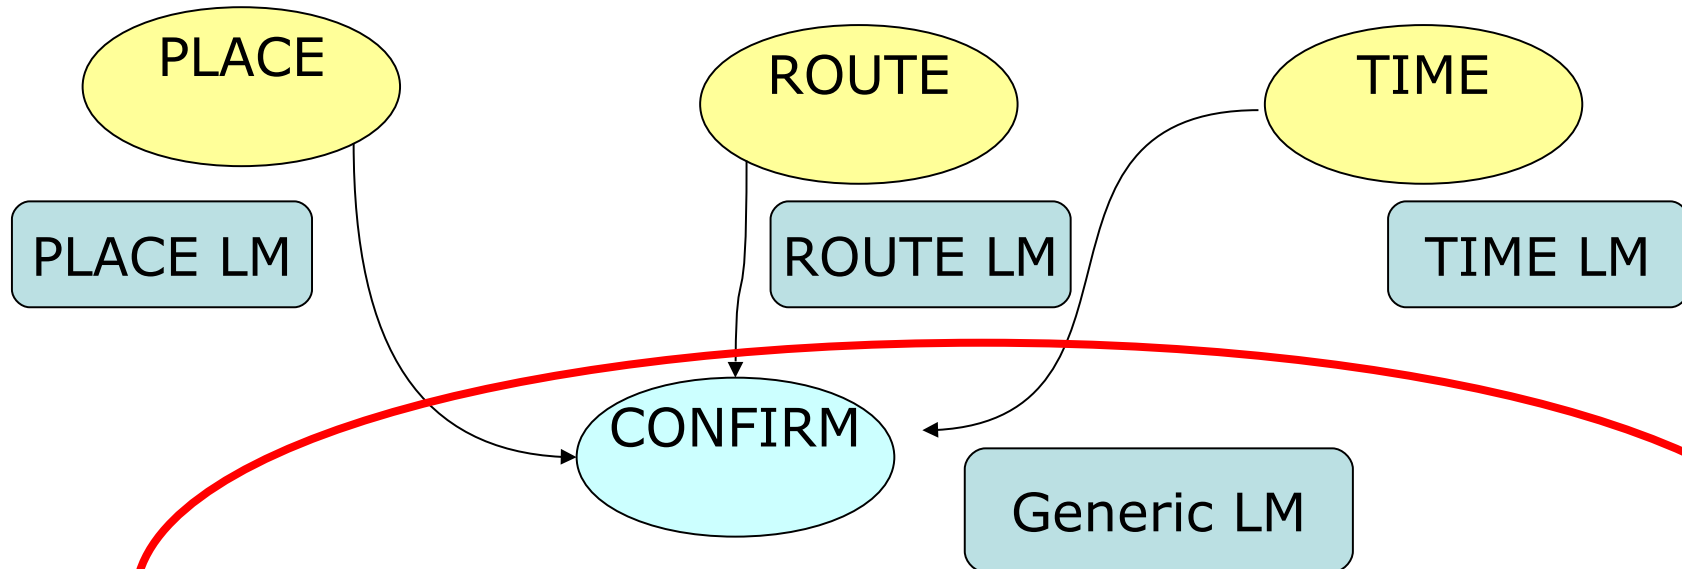 PLACE
ROUTE
TIME
PLACE LM
ROUTE LM
TIME LM
CONFIRM
Generic LM